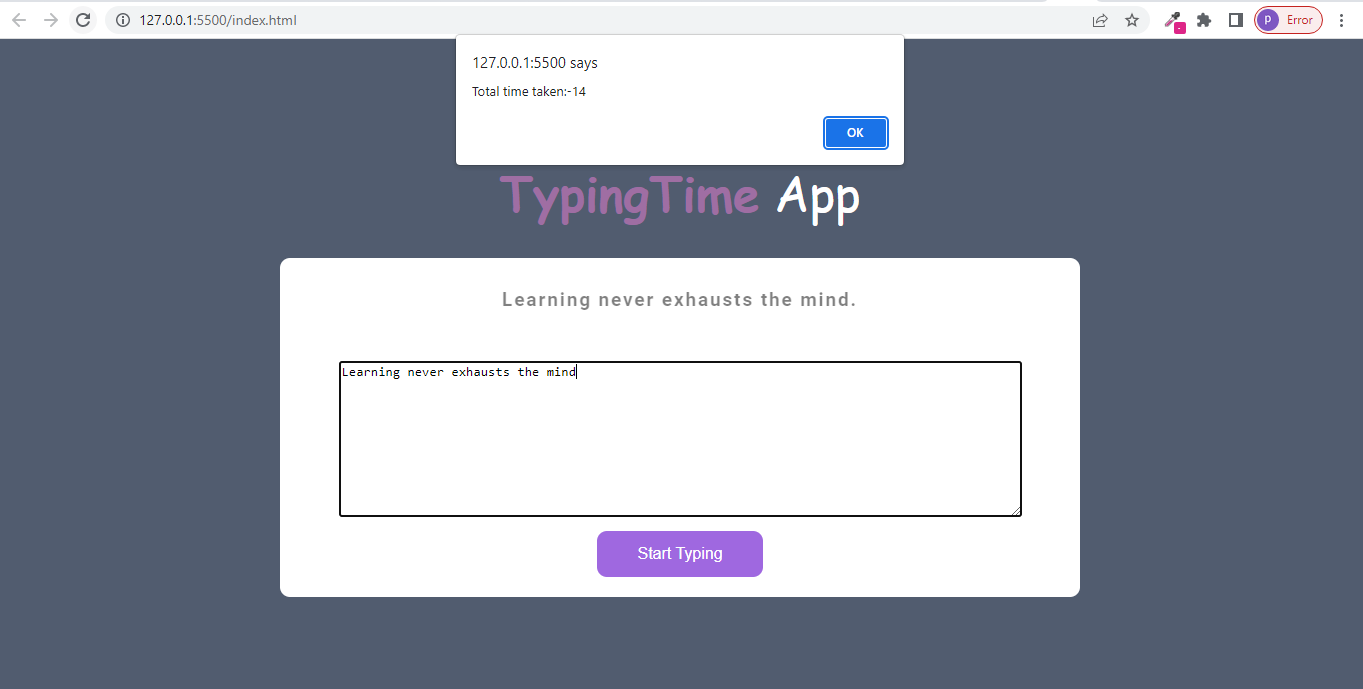 127.0.0.1:5500/index.html
P Error
127.0.0.1:5500 says
Total time taken:-14
OK
TypingTime App
Learning never exhausts the mind.
Learning never exhausts the mind
Start Typing